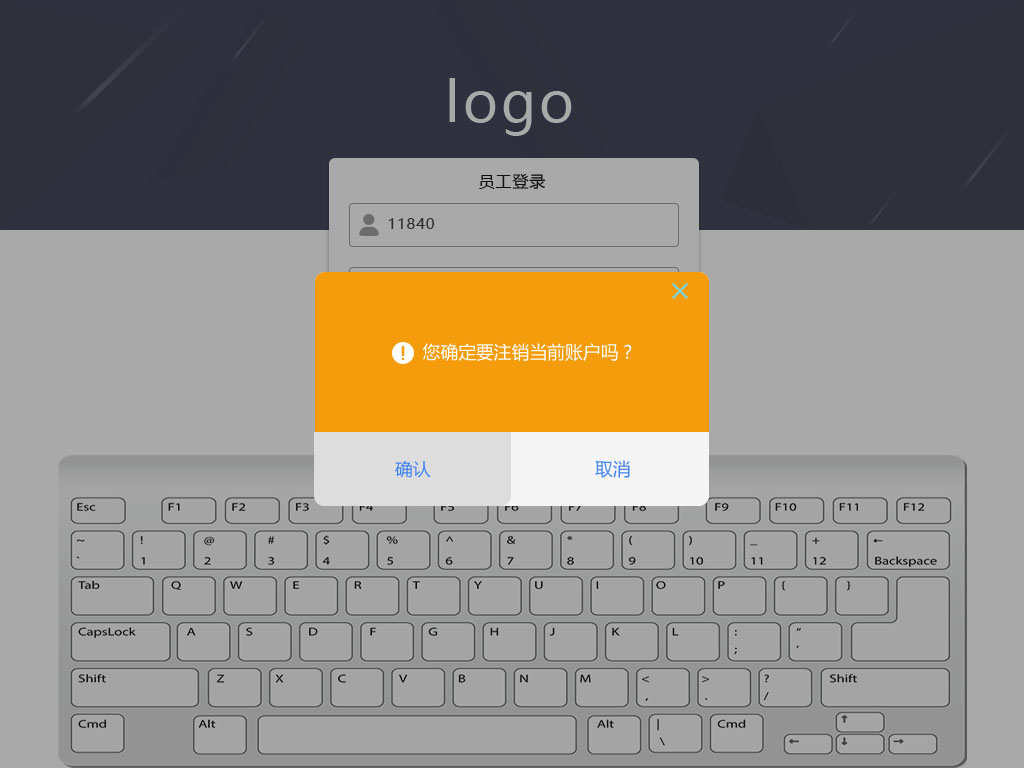 logo
员工登录
11840
您确定要注销当前账户吗？
确认 取消
Esc F1 F2 F3 F4 F5 F6 F7 F8 F9 F10 F11 F12
~ ! @ # $ % ^ & * ( ) _ + ←
` 1 2 3 4 5 6 7 8 9 10 11 12 Backspace
Tab Q W E R T Y U I O P { }
CapsLock A S D F G H J K L : "
; '
Shift Z X C V B N M < > ? Shift
, . /
Cmd Alt Alt | Cmd ↑
\ ← ↓ →